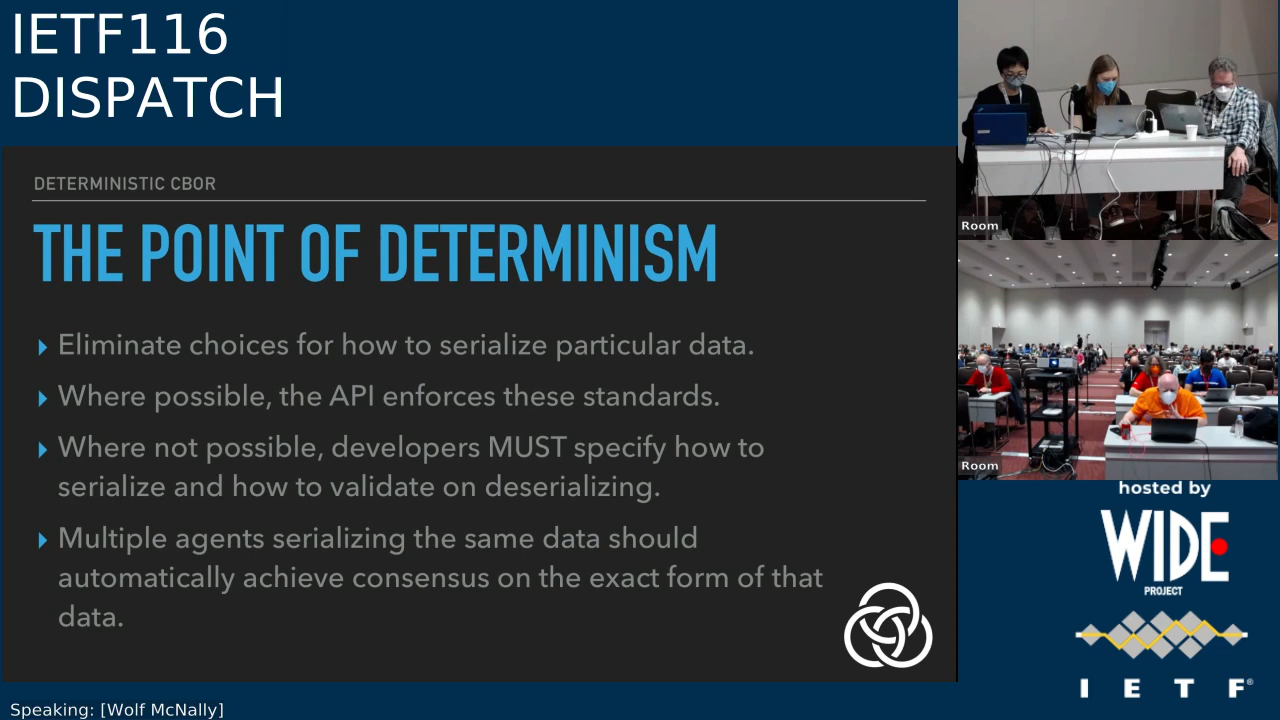 IETF116
DISPATCH
DETERMINISTIC CBOR
THE POINT OF DETERMINISM
Eliminate choices for how to serialize particular data.
Where possible, the API enforces these standards.
Where not possible, developers MUST specify how to
serialize and how to validate on deserializing.
Multiple agents serializing the same data should
automatically achieve consensus on the exact form of that
data.
Speaking: [Wolf McNally]
Room
Room
hosted by
WIDE
PROJECT
I E T F®